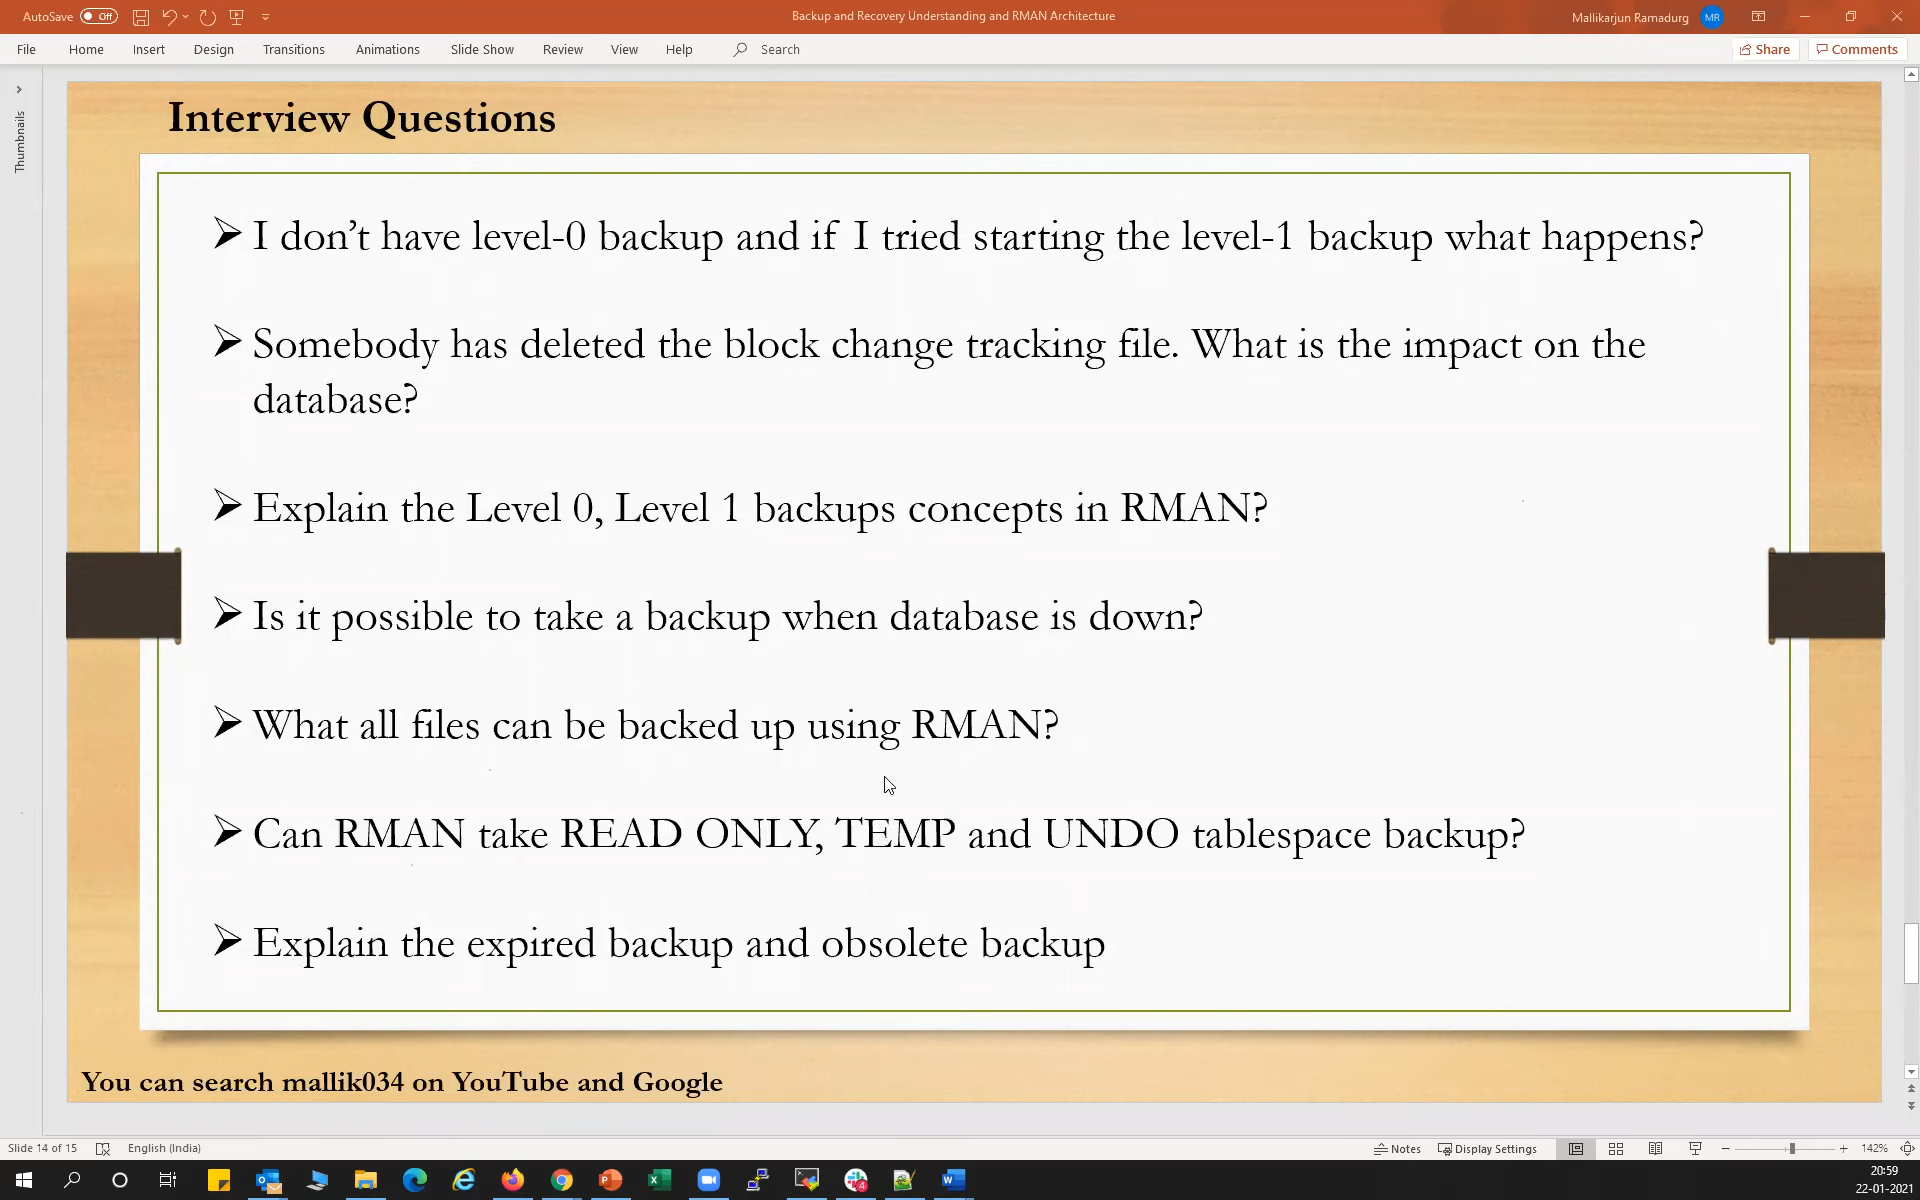 AutoSave Off
Backup and Recovery Understanding and RMAN Architecture
Mallikarjun Ramadurg MR
File Home Insert Design Transitions Animations Slide Show Review View Help Search Share Comments
Thumbnails
Interview Questions
I don’t have level-0 backup and if I tried starting the level-1 backup what happens?
Somebody has deleted the block change tracking file. What is the impact on the
database?
Explain the Level 0, Level 1 backups concepts in RMAN?
Is it possible to take a backup when database is down?
What all files can be backed up using RMAN?
Can RMAN take READ ONLY, TEMP and UNDO tablespace backup?
Explain the expired backup and obsolete backup
You can search mallik034 on YouTube and Google
Slide 14 of 15 English (India) Notes Display Settings 142%
20:59
22-01-2021